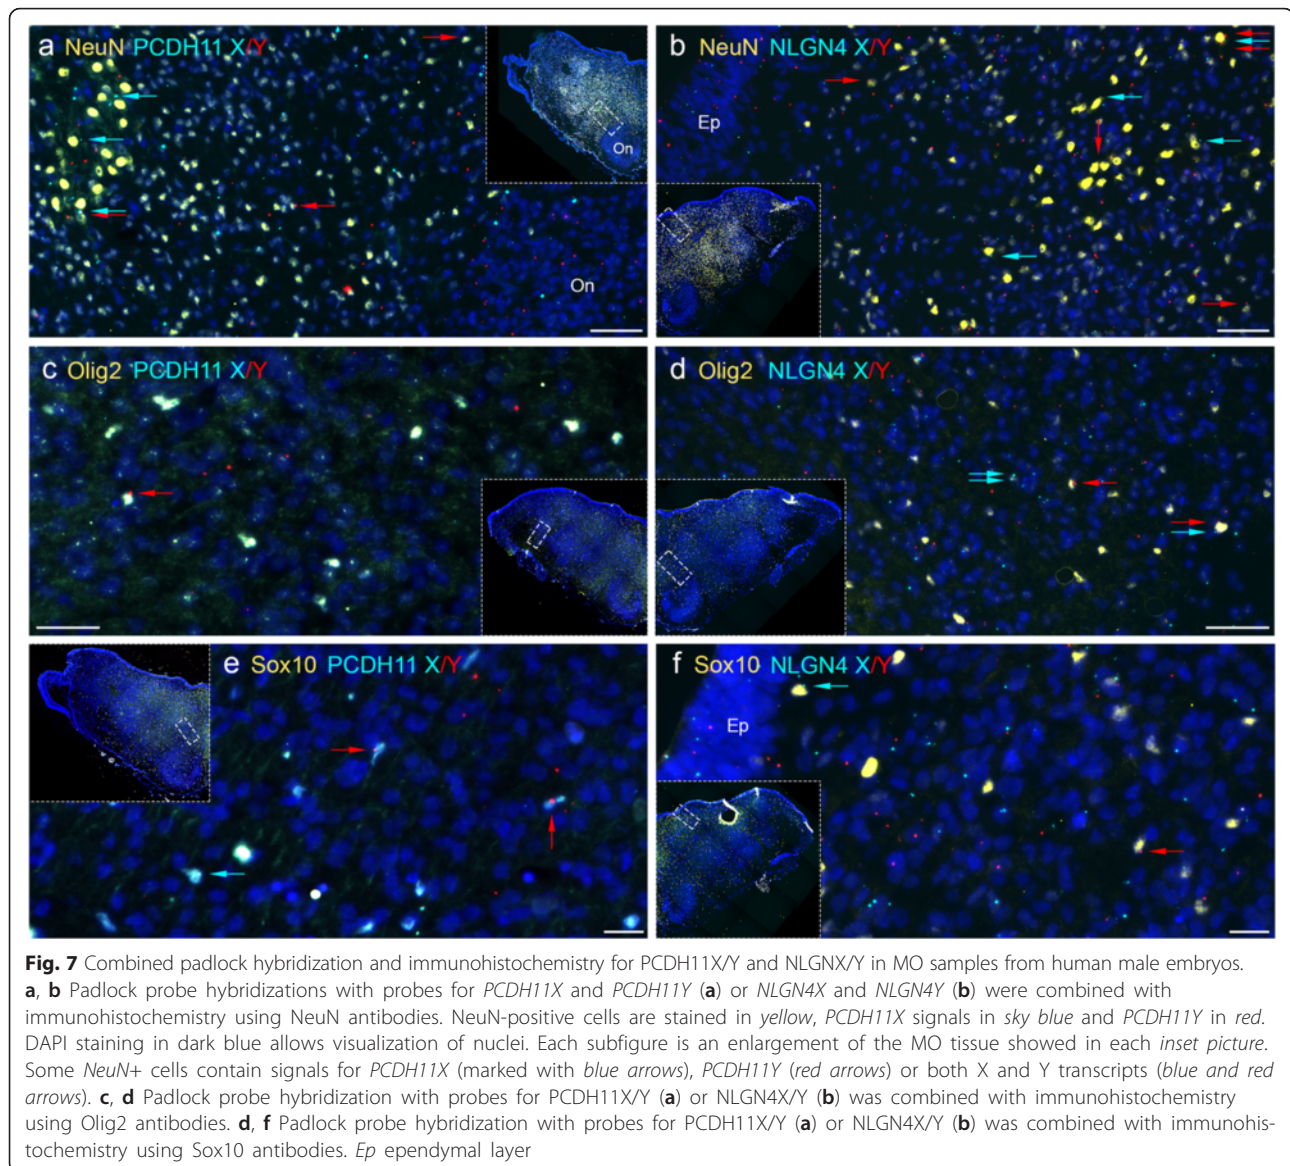 a NeuN PCDH11 X/Y
On
On
b NeuN NLGN4 X/Y
Ep
c Olig2 PCDH11 X/Y
d Olig2 NLGN4 X/Y
e Sox10 PCDH11 X/Y
f Sox10 NLGN4 X/Y
Ep
Fig. 7 Combined padlock hybridization and immunohistochemistry for PCDH11X/Y and NLGNX/Y in MO samples from human male embryos.
a, b Padlock probe hybridizations with probes for PCDH11X and PCDH11Y (a) or NLGN4X and NLGN4Y (b) were combined with
immunohistochemistry using NeuN antibodies. NeuN-positive cells are stained in yellow, PCDH11X signals in sky blue and PCDH11Y in red.
DAPI staining in dark blue allows visualization of nuclei. Each subfigure is an enlargement of the MO tissue showed in each inset picture.
Some NeuN+ cells contain signals for PCDH11X (marked with blue arrows), PCDH11Y (red arrows) or both X and Y transcripts (blue and red
arrows). c, d Padlock probe hybridization with probes for PCDH11X/Y (a) or NLGN4X/Y (b) was combined with immunohistochemistry
using Olig2 antibodies. d, f Padlock probe hybridization with probes for PCDH11X/Y (a) or NLGN4X/Y (b) was combined with immunohis-
tochemistry using Sox10 antibodies. Ep ependymal layer